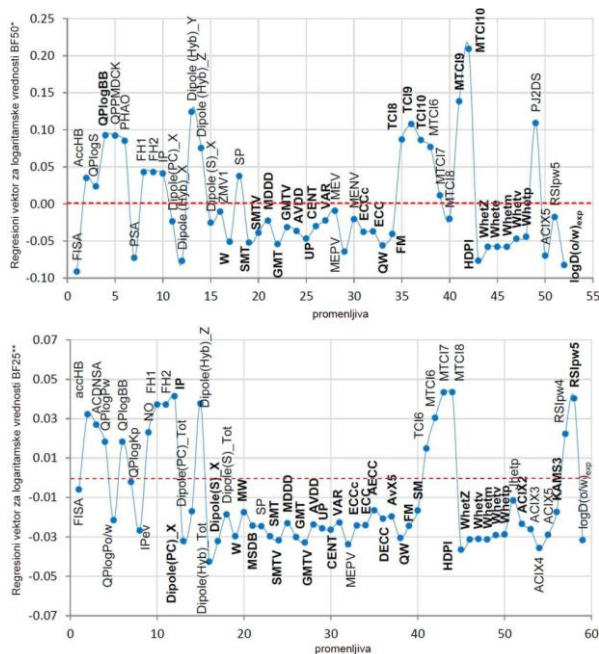 Regresioni vektor za logaritamske vrednosti BF50*
0.25
0.20
0.15
0.10
0.05
0.00
-0.05
-0.10
0
5
10
15
20
25
30
35
40
45
50
55
60
promenljiva
FISA
AccHB
QPlogS
QPlogBB
QPPMDCK
PHAO
PSA
FH1
FH2
IP
Dipole(PC)_X
Dipole (Hyb)_X
Dipole (Hyb)_Y
Dipole (Hyb)_Z
Dipole (S)_X
ZMV1
W
SP
SMT
SMTV
MDDD
GMT
GMTV
AVDD
UP
CENT
VAR
MEV
MEPV
MENV
ECCc
ECC
QW
FM
TCI8
TCI9
TCI10
MTCI6
MTCI7
MTCI8
MTCI9
MTCI10
HDPI
WhetZ
Whete
Whetv
Whetp
PJ2DS
ACIX5
RSIpw5
logD(o/w)exp
Regresioni vektor za logaritamske vrednosti BF25**
0.07
0.05
0.03
0.01
-0.01
-0.03
-0.05
-0.07
0
10
20
30
40
50
60
promenljiva
FISA
accHB
ACDNSA
QPlogPw
QPlogPo/w
QPlogBB
QPlogKp
IPev
NO
FH1
FH2
IP
Dipole(PC)_X
Dipole(PC)_Tot
Dipole(Hyb)_Z
Dipole(Hyb)_Tot
Dipole(S)_X
Dipole(S)_Tot
W
MW
MSDB
SP
SMT
SMTV
MDDD
GMT
GMTV
AVDD
UP
CENT
VAR
MEPV
ECCc
ECC
AECC
DECC
AvX5
QW
FM
SM
TCI6
MTCI6
MTCI7
MTCI8
HDPI
WhetZ
Whetv
Whetm
Whetv
Whetp
Jhetp
ACIX2
ACIX3
ACIX4
ACIX5
KAMS3
RSIpw4
RSIpw5
logD(o/w)exp